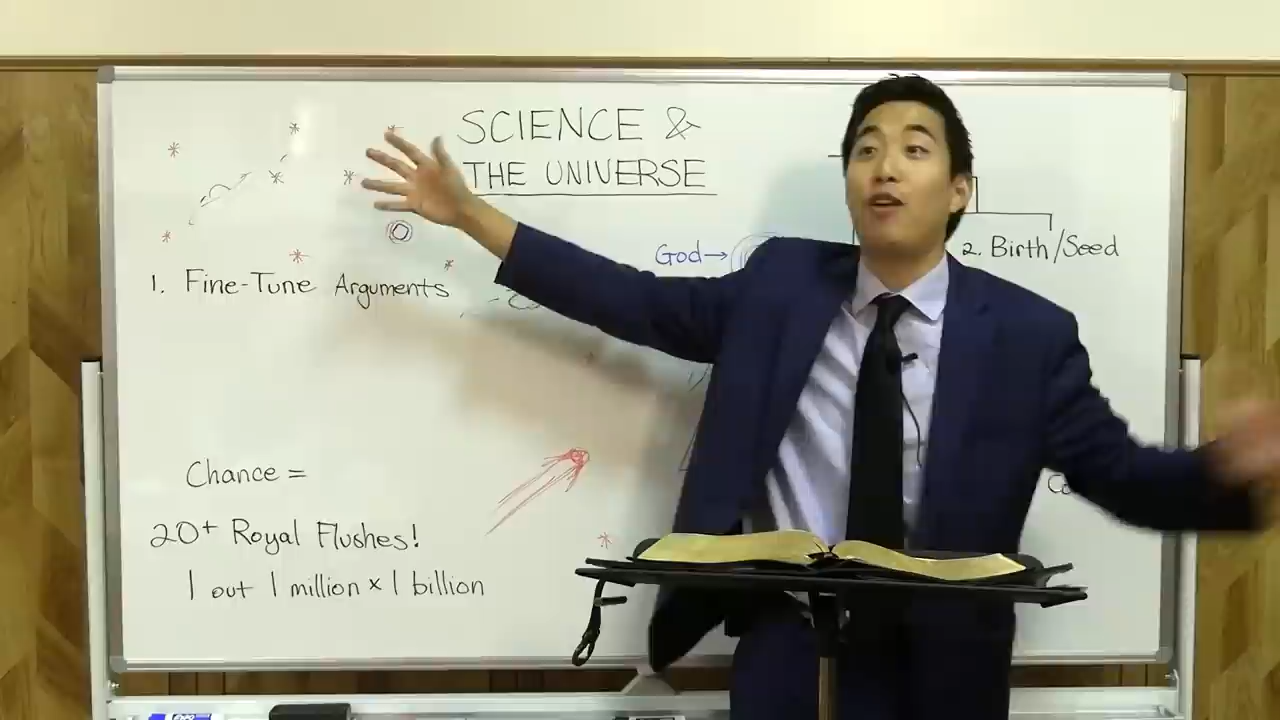 SCIENCE &
THE UNIVERSE
God→
2. Birth/Seed
1. Fine-Tune Arguments
Chance =
20+ Royal Flushes!
1 out 1 million × 1 billion